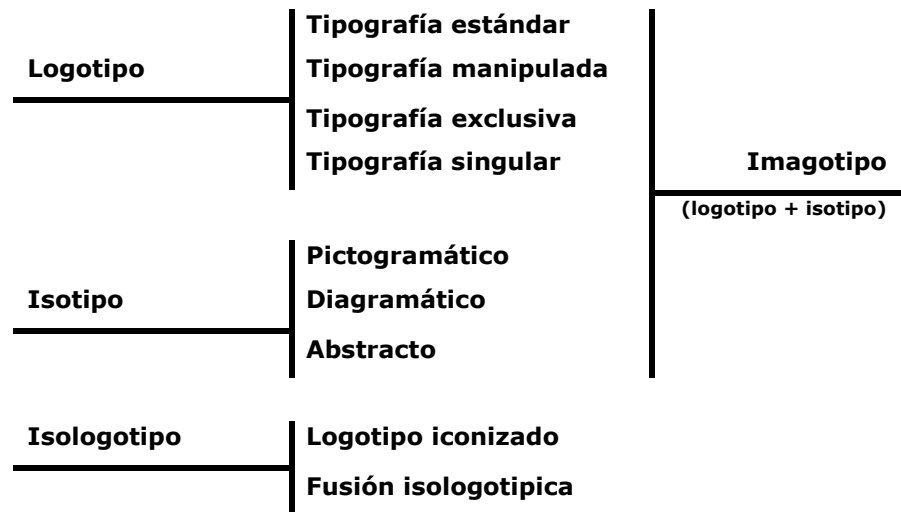 Logotipo
Tipografía estándar
Tipografía manipulada
Tipografía exclusiva
Tipografía singular
Isotipo
Pictogramático
Diagramático
Abstracto
Imagotipo
(logotipo + isotipo)
Isologotipo
Logotipo iconizado
Fusión isologotipica